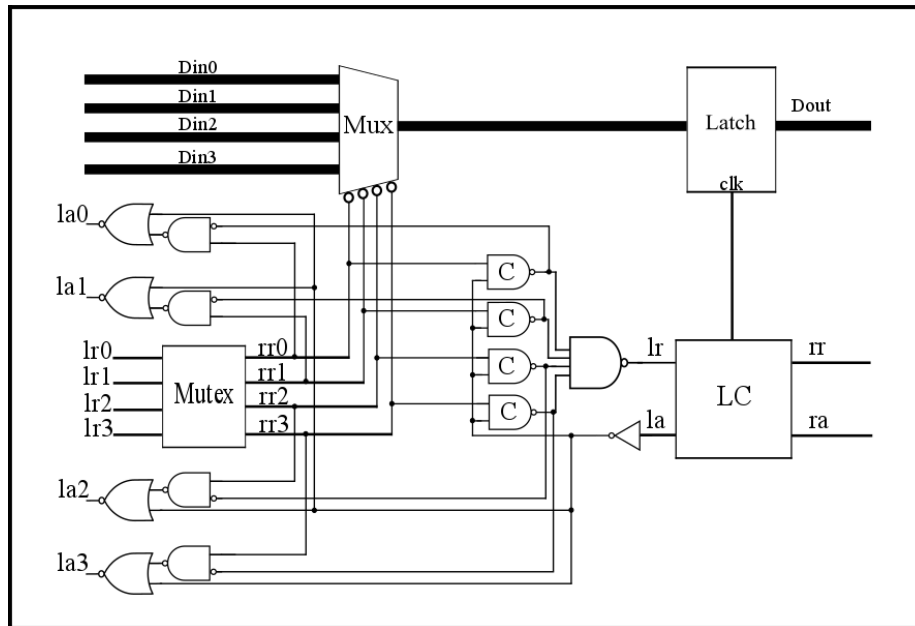 Din0
Din1
Din2
Din3
Mux
Latch
clk
Dout
la0
la1
lr0
lr1
lr2
lr3
Mutex
rr0
rr1
rr2
rr3
C
C
C
C
lr
la
LC
rr
ra
la2
la3